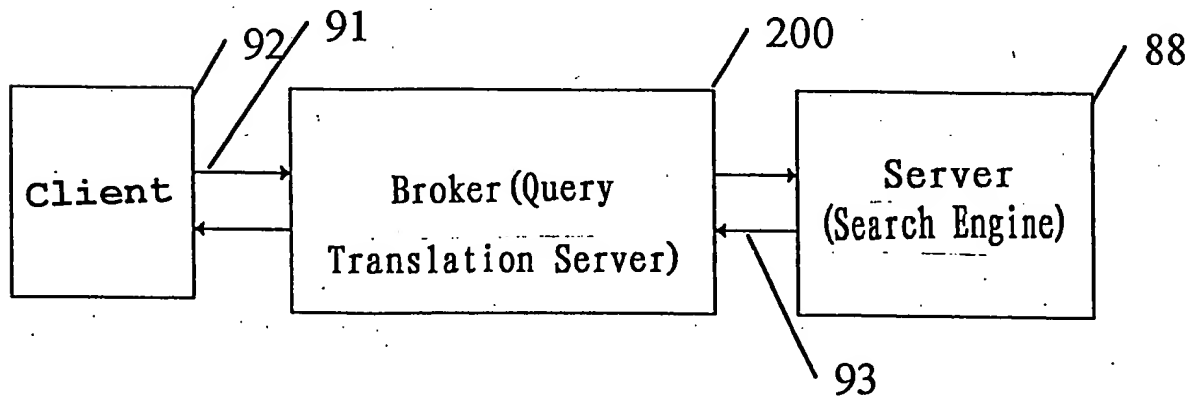 92
91
200
88
Client
Broker (Query
Translation Server)
Server
(Search Engine)
93